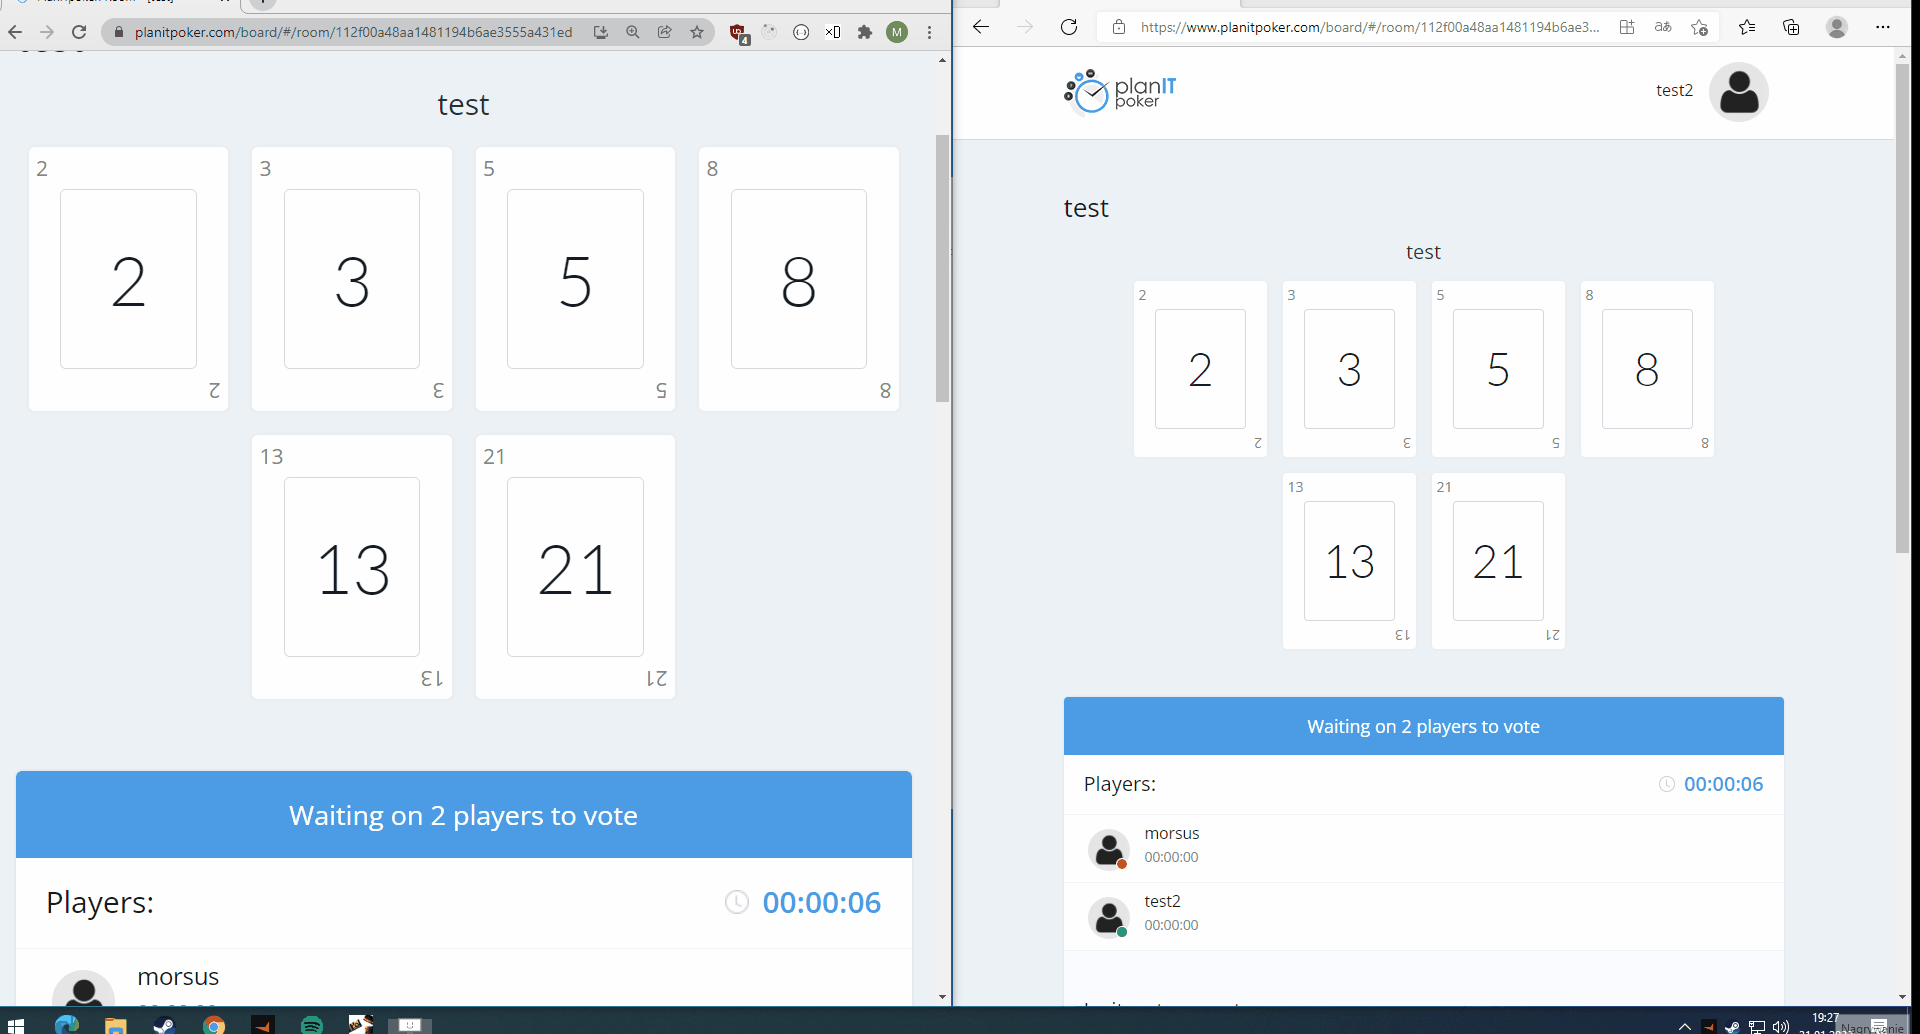 planitpoker.com/board/#/room/112f00a48aa1481194b6ae3555a431ed
4
M
test
2
2
2
3
3
3
5
5
5
8
8
8
13
13
13
21
21
21
Waiting on 2 players to vote
Players:
00:00:06
morsus
https://www.planitpoker.com/board/#/room/112f00a48aa1481194b6ae3...
planIT
poker
test2
test
test
2
2
2
3
3
3
5
5
5
8
8
8
13
13
13
21
21
21
Waiting on 2 players to vote
Players:
00:00:06
morsus
00:00:00
test2
00:00:00
19:27
Nagrywanie